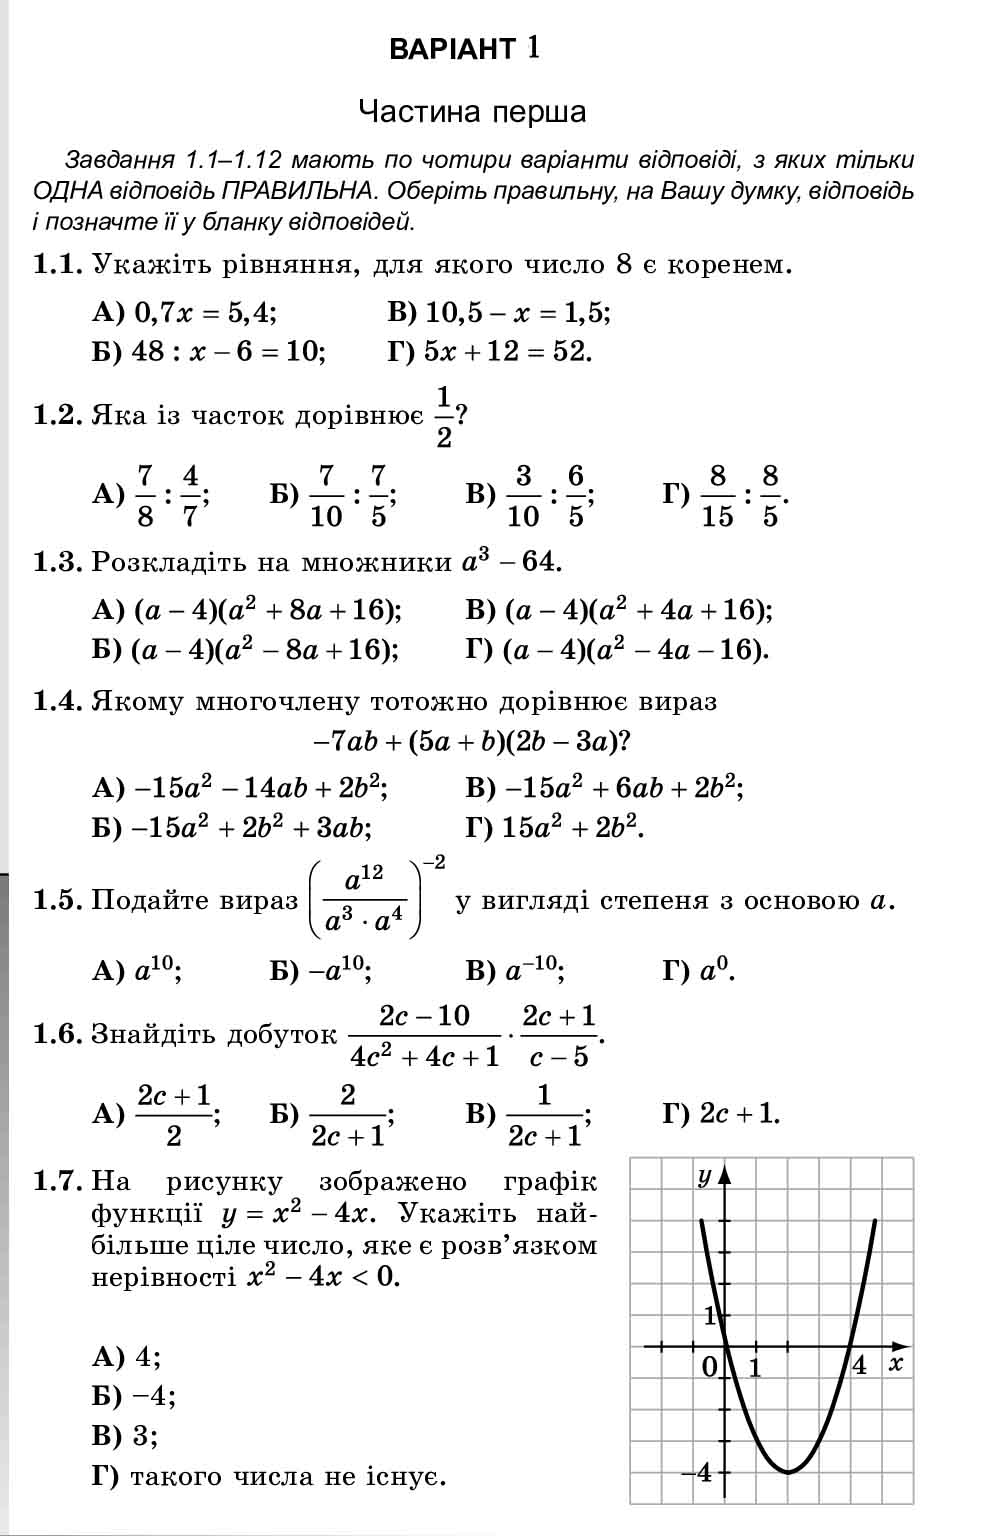 ВАРІАНТ 1
Частина перша
Завдання 1.1–1.12 мають по чотири варіанти відповіді, з яких тільки
ОДНА відповідь ПРАВИЛЬНА. Оберіть правильну, на Вашу думку, відповідь
і позначте її у бланку відповідей.
1.1. Укажіть рівняння, для якого число 8 є коренем.
А) 0,7x = 5,4; В) 10,5 – x = 1,5;
Б) 48 : x – 6 = 10; Г) 5x + 12 = 52.
1.2. Яка із часток дорівнює 1/2?
А) 7/8 : 4/7; Б) 7/10 : 7/5; В) 3/10 : 6/5; Г) 8/15 : 8/5.
1.3. Розкладіть на множники a³ – 64.
А) (a – 4)(a² + 8a + 16); В) (a – 4)(a² + 4a + 16);
Б) (a – 4)(a² – 8a + 16); Г) (a – 4)(a² – 4a – 16).
1.4. Якому многочлену тотожно дорівнює вираз
–7ab + (5a + b)(2b – 3a)?
А) –15a² – 14ab + 2b²; В) –15a² + 6ab + 2b²;
Б) –15a² + 2b² + 3ab; Г) 15a² + 2b².
1.5. Подайте вираз (a¹²/(a³ · a⁴))⁻² у вигляді степеня з основою a.
А) a¹⁰; Б) –a¹⁰; В) a⁻¹⁰; Г) a⁰.
1.6. Знайдіть добуток (2c – 10)/(4c² + 4c + 1) · (2c + 1)/(c – 5).
А) (2c + 1)/2; Б) 2/(2c + 1); В) 1/(2c + 1); Г) 2c + 1.
1.7. На рисунку зображено графік
функції y = x² – 4x. Укажіть най-
більше ціле число, яке є розв’язком
нерівності x² – 4x < 0.
А) 4;
Б) –4;
В) 3;
Г) такого числа не існує.
y
1
0 1 4 x
–4